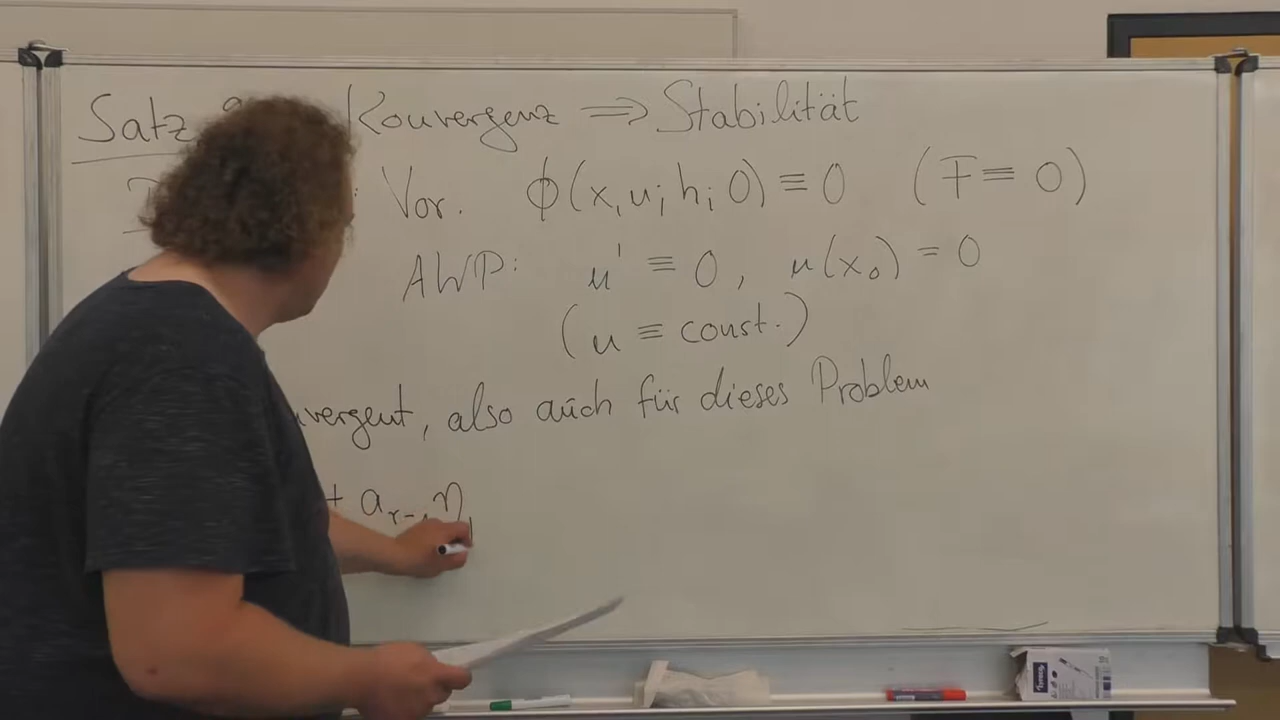 Satz Konvergenz ⟹ Stabilität
Vor. ϕ(x,u;h;0) ≡ 0 (F ≡ 0)
AWP: u' ≡ 0, u(x₀) = 0
(u ≡ const.)
vergent, also auch für dieses Problem
+ a_{r-1} η